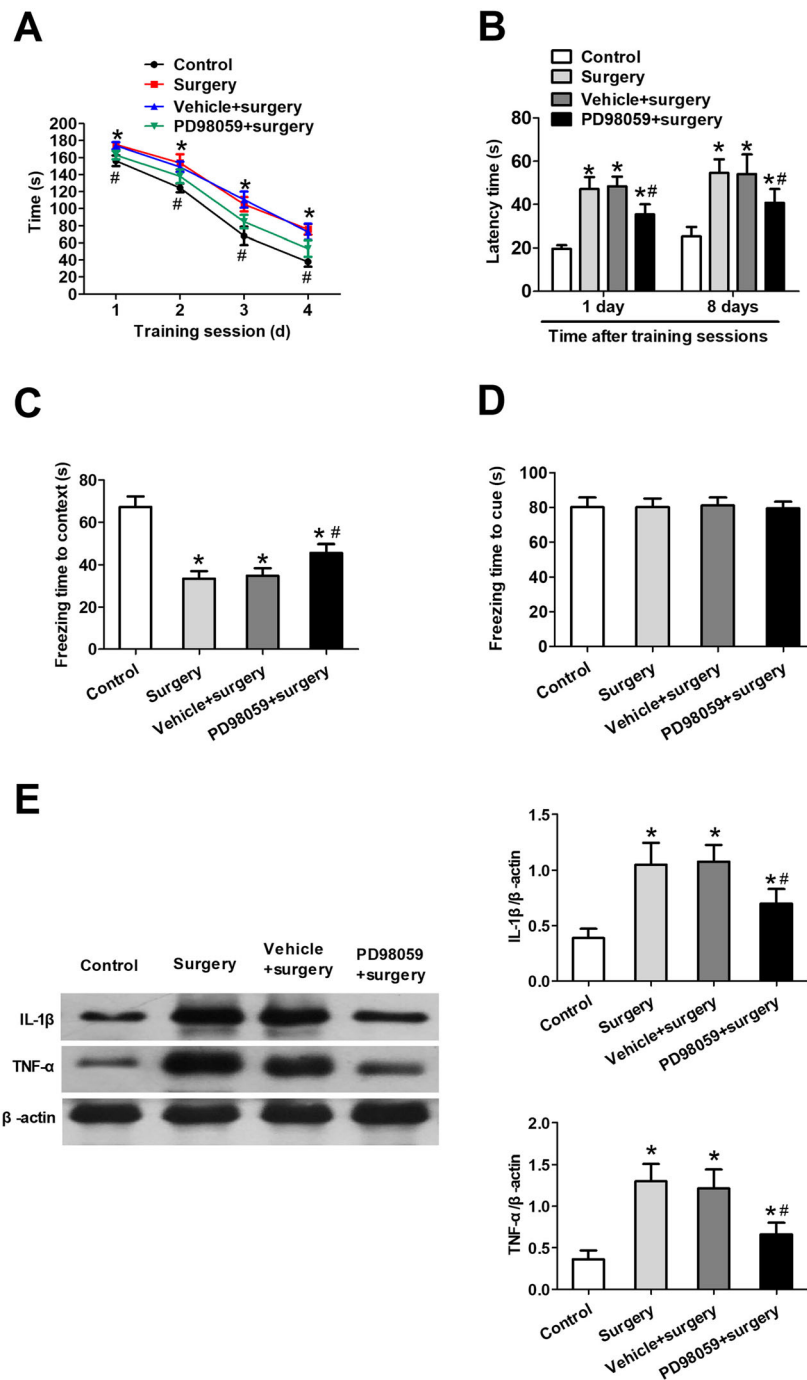 A
Control
Surgery
Vehicle+surgery
PD98059+surgery
Time (s)
200
180
160
140
120
100
80
60
40
20
0
*
*
*
*
#
#
#
#
1 2 3 4
Training session (d)
B
Control
Surgery
Vehicle+surgery
PD98059+surgery
Latency time (s)
80
60
40
20
0
* * *#
* * *#
1 day 8 days
Time after training sessions
C
Freezing time to context (s)
80
60
40
20
0
* * * #
Control
Surgery
Vehicle+surgery
PD98059+surgery
D
Freezing time to cue (s)
100
80
60
40
20
0
Control
Surgery
Vehicle+surgery
PD98059+surgery
E
Control Surgery Vehicle +surgery PD98059 +surgery
IL-1β
TNF-α
β -actin
IL-1β/β -actin
1.5
1.0
0.5
0.0
* * *#
Control
Surgery
Vehicle+surgery
PD98059+surgery
TNF-α/β-actin
2.0
1.5
1.0
0.5
0.0
* * *#
Control
Surgery
Vehicle+surgery
PD98059+surgery